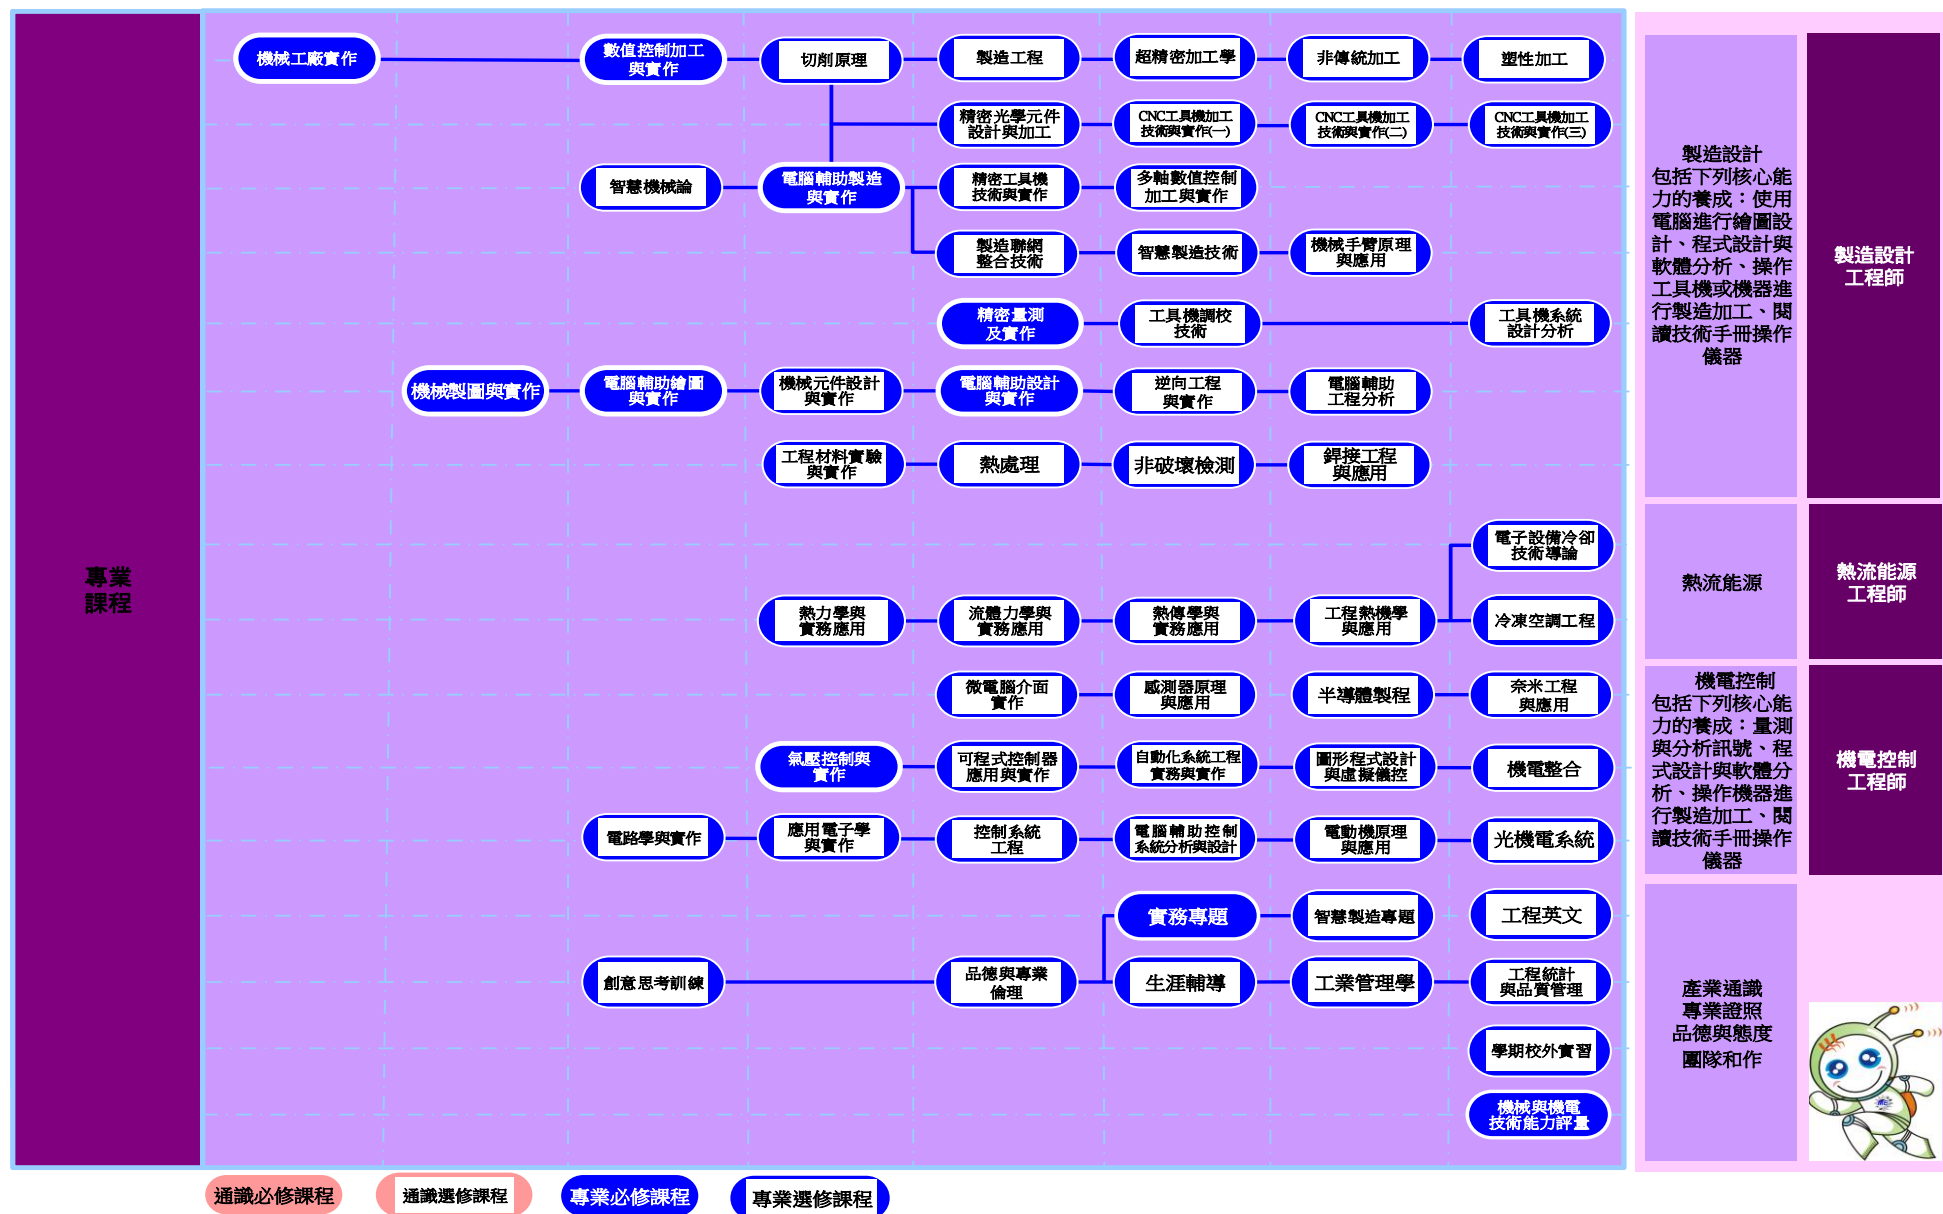 專業
課程
機械工廠實作
數值控制加工
與實作
切削原理
製造工程
超精密加工學
非傳統加工
塑性加工
精密光學元件
設計與加工
CNC工具機加工
技術與實作(一)
CNC工具機加工
技術與實作(二)
CNC工具機加工
技術與實作(三)
智慧機械論
電腦輔助製造
與實作
精密工具機
技術與實作
多軸數值控制
加工與實作
製造聯網
整合技術
智慧製造技術
機械手臂原理
與應用
精密量測
及實作
工具機調校
技術
工具機系統
設計分析
機械製圖與實作
電腦輔助繪圖
與實作
機械元件設計
與實作
電腦輔助設計
與實作
逆向工程
與實作
電腦輔助
工程分析
工程材料實驗
與實作
熱處理
非破壞檢測
銲接工程
與應用
電子設備冷卻
技術導論
熱力學與
實務應用
流體力學與
實務應用
熱傳學與
實務應用
工程熱機學
與應用
冷凍空調工程
微電腦介面
實作
感測器原理
與應用
半導體製程
奈米工程
與應用
氣壓控制與
實作
可程式控制器
應用與實作
自動化系統工程
實務與實作
圖形程式設計
與虛擬儀控
機電整合
電路學與實作
應用電子學
與實作
控制系統
工程
電腦輔助控制
系統分析與設計
電動機原理
與應用
光機電系統
實務專題
智慧製造專題
工程英文
創意思考訓練
品德與專業
倫理
生涯輔導
工業管理學
工程統計
與品質管理
學期校外實習
機械與機電
技術能力評量
製造設計
包括下列核心能
力的養成：使用
電腦進行繪圖設
計、程式設計與
軟體分析、操作
工具機或機器進
行製造加工、閱
讀技術手冊操作
儀器
製造設計
工程師
熱流能源
熱流能源
工程師
機電控制
包括下列核心能
力的養成：量測
與分析訊號、程
式設計與軟體分
析、操作機器進
行製造加工、閱
讀技術手冊操作
儀器
機電控制
工程師
產業通識
專業證照
品德與態度
團隊和作
通識必修課程
通識選修課程
專業必修課程
專業選修課程